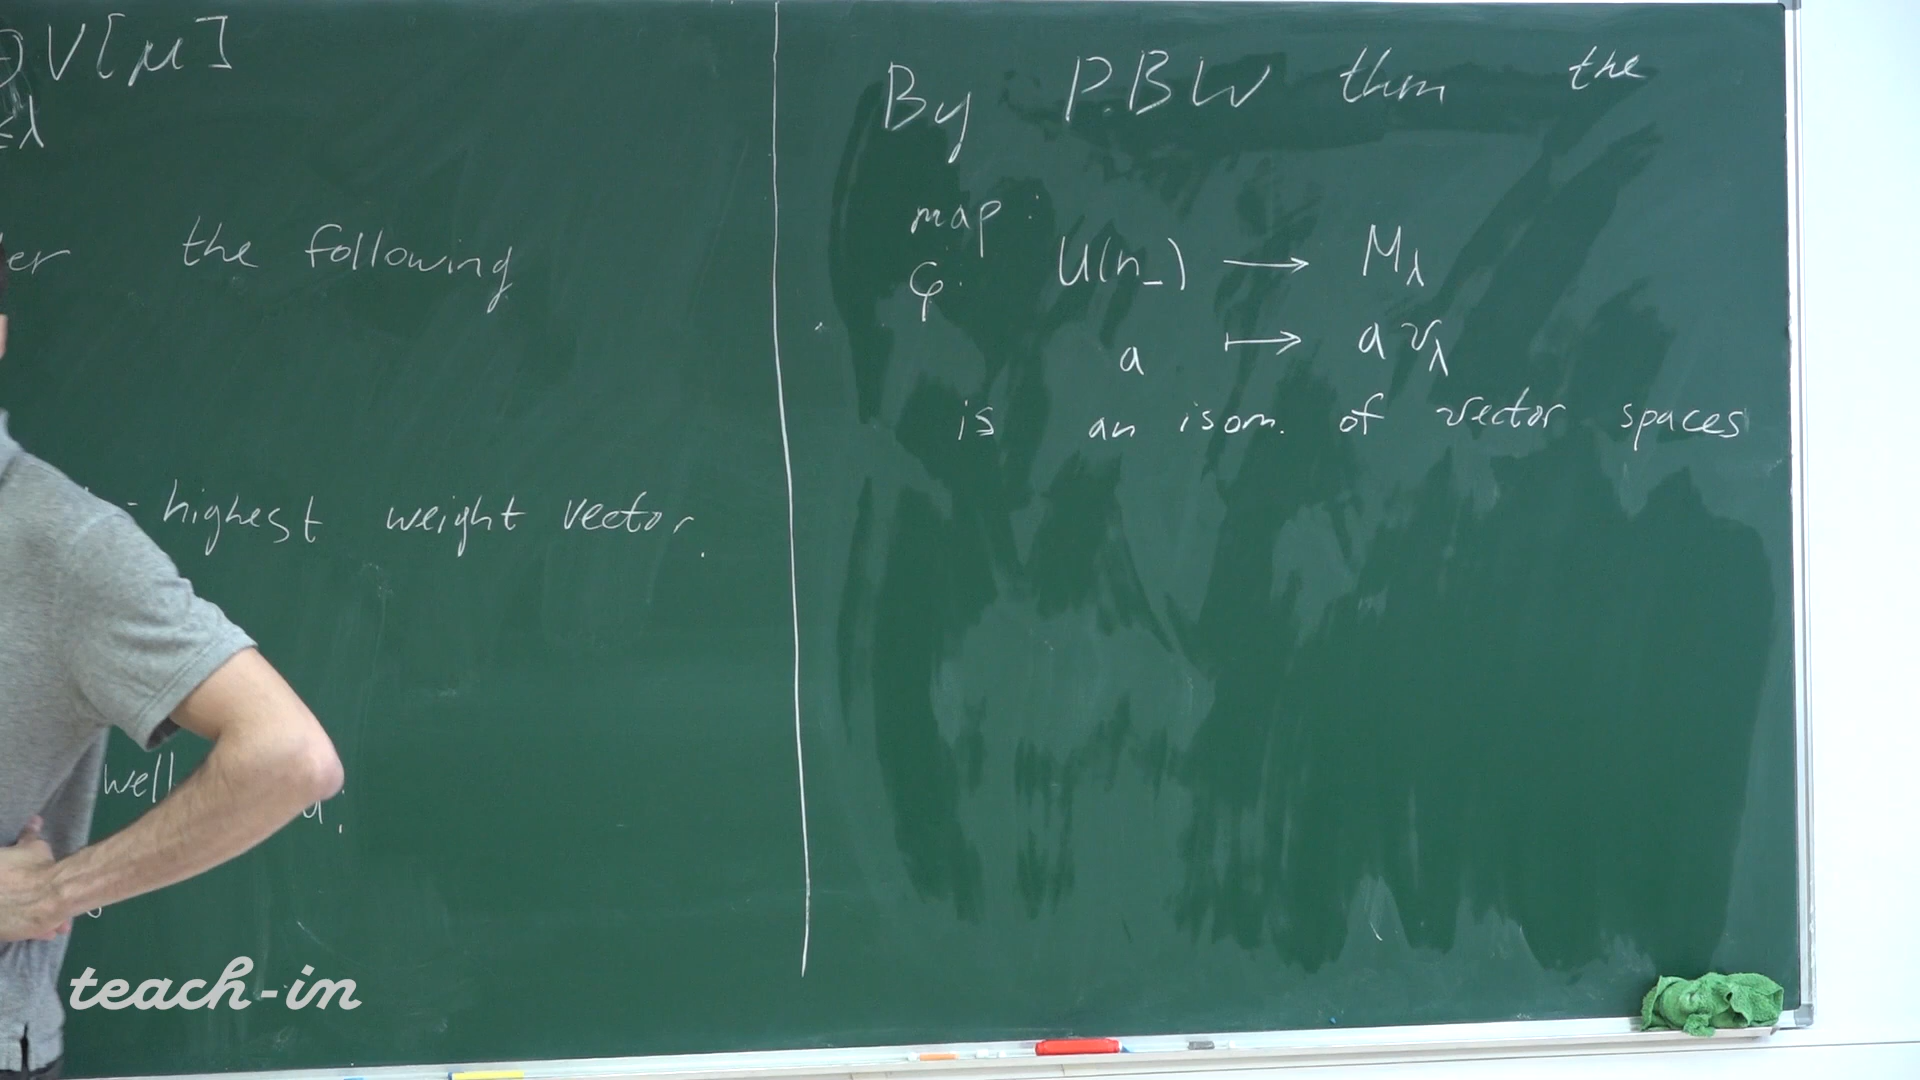 V[μ]
≤λ
er the following
- highest weight vector.
well
By PBW thm the
map:
φ: U(n_) → M_λ
a ↦ a v_λ
is an isom. of vector spaces
teach-in